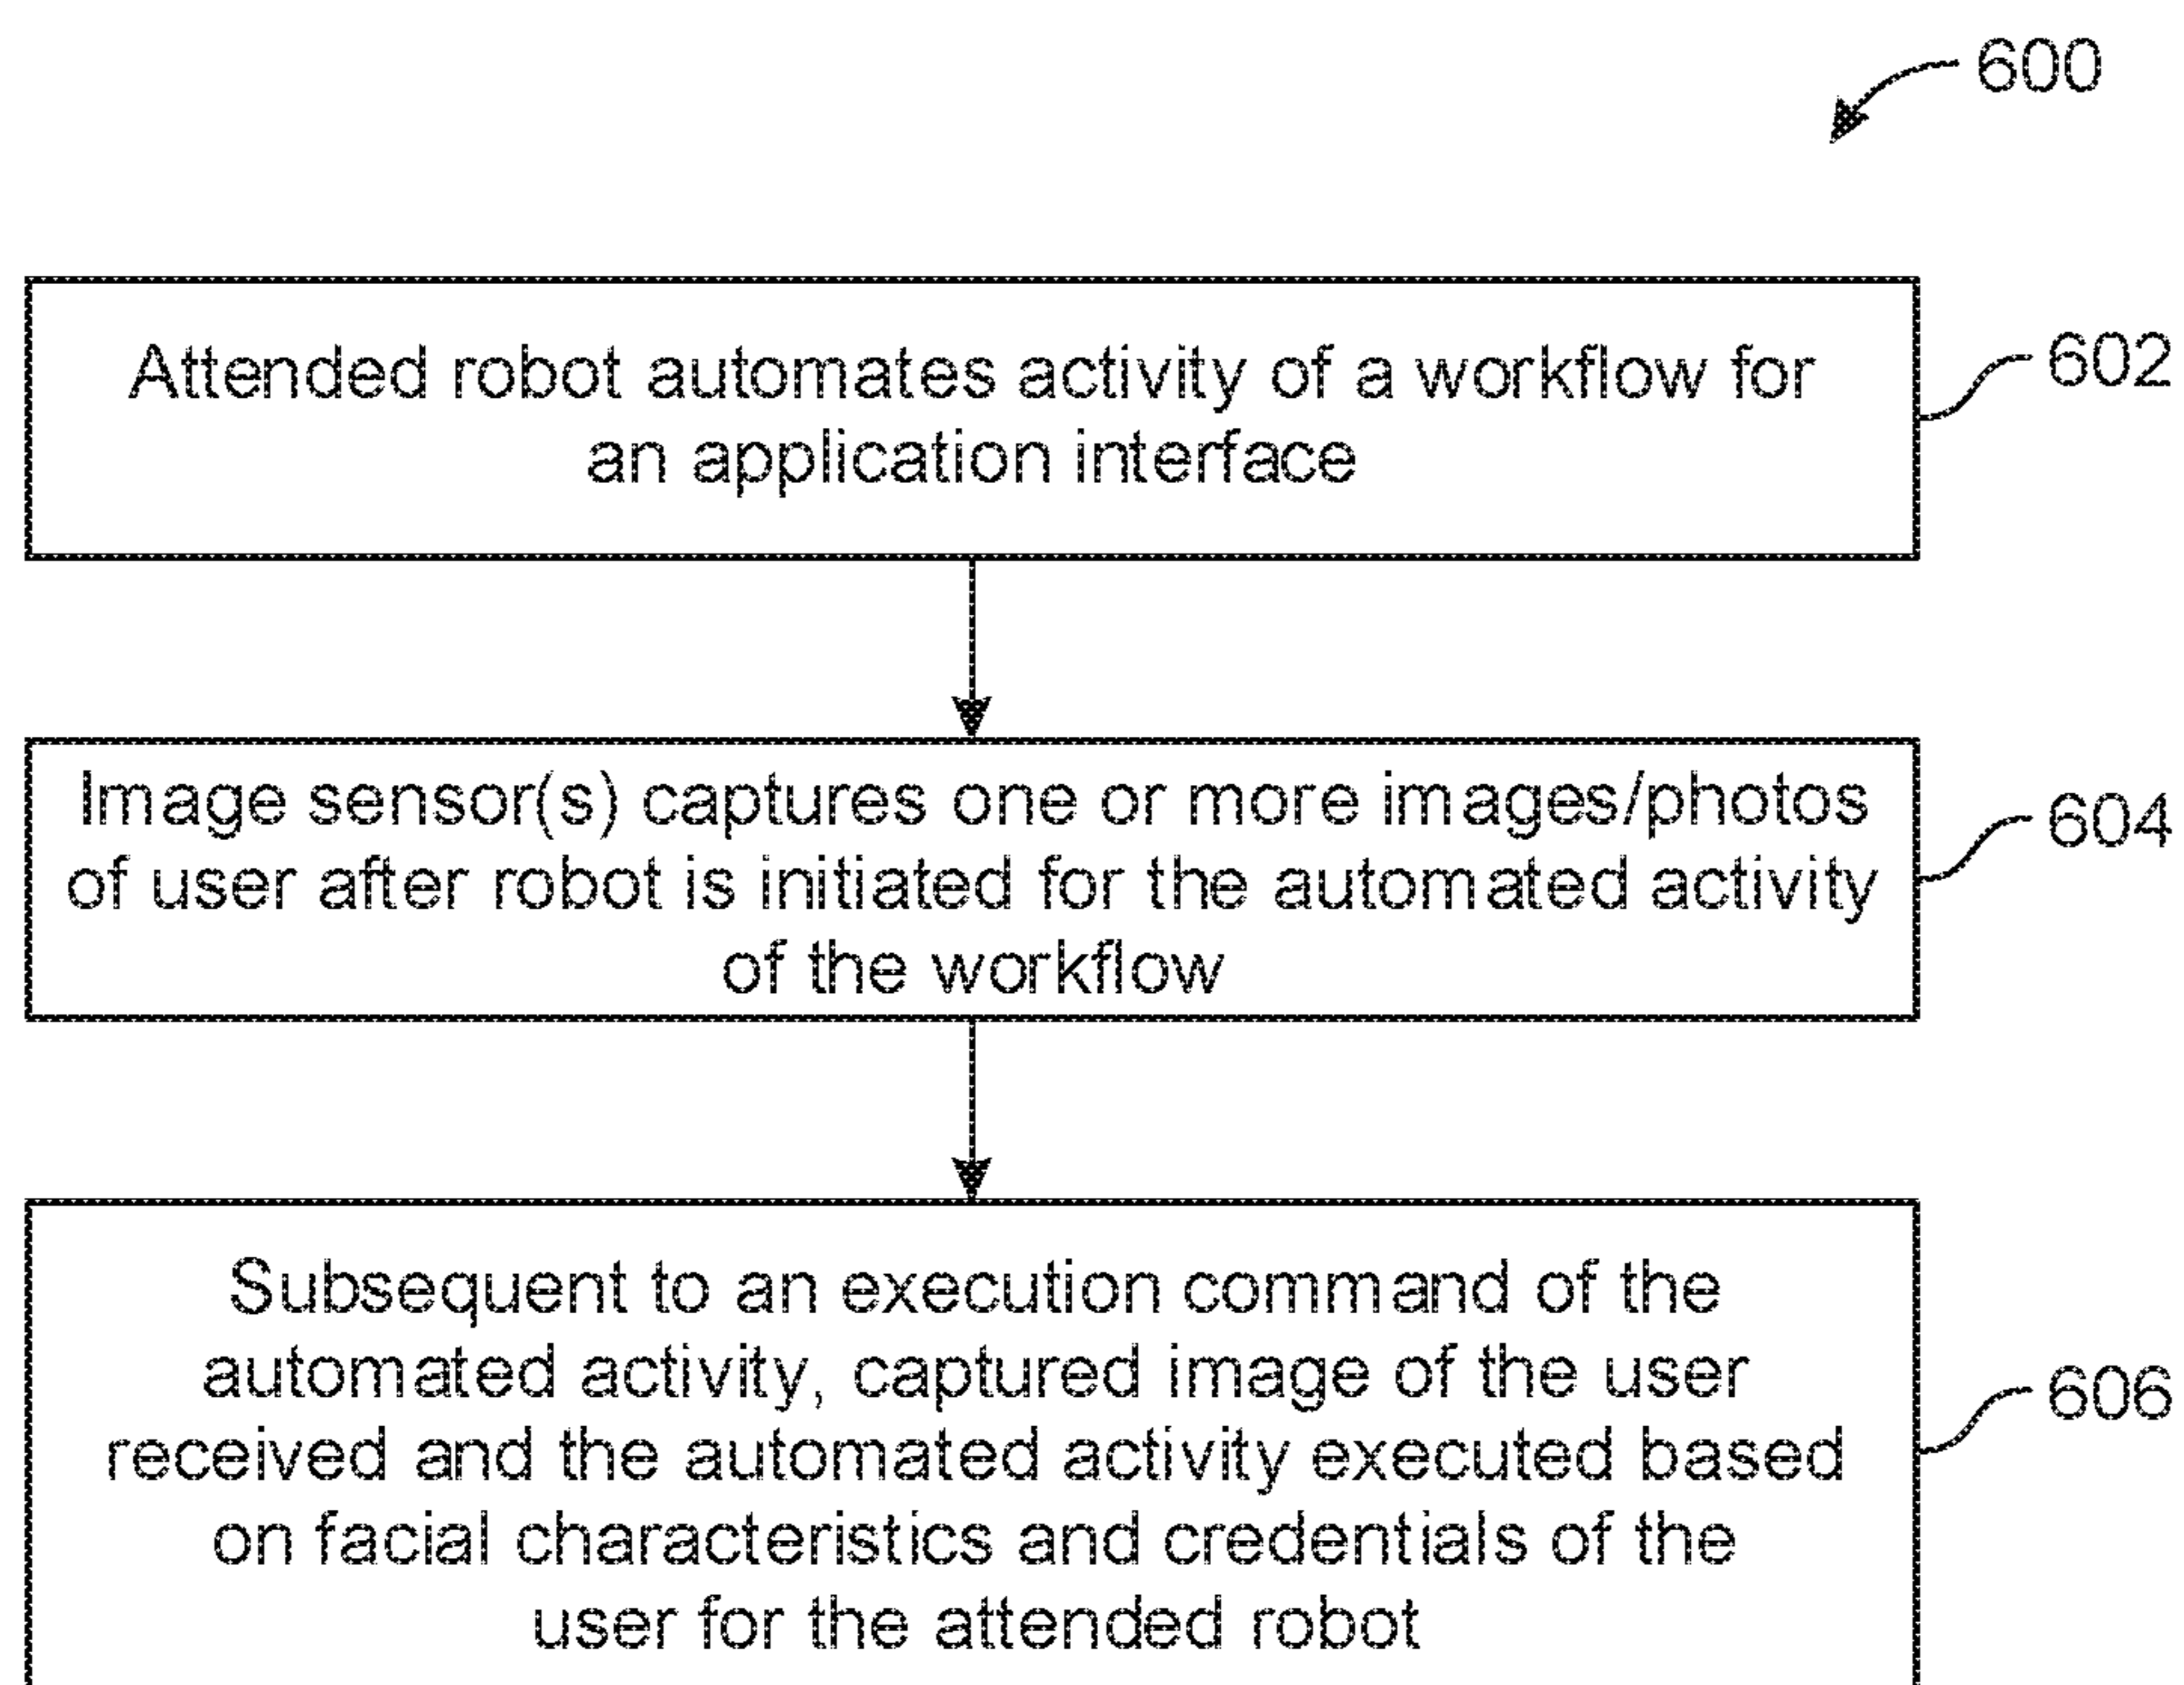 600
Attended robot automates activity of a workflow for
an application interface
602
Image sensor(s) captures one or more images/photos
of user after robot is initiated for the automated activity
of the workflow
604
Subsequent to an execution command of the
automated activity, captured image of the user
received and the automated activity executed based
on facial characteristics and credentials of the
user for the attended robot
606